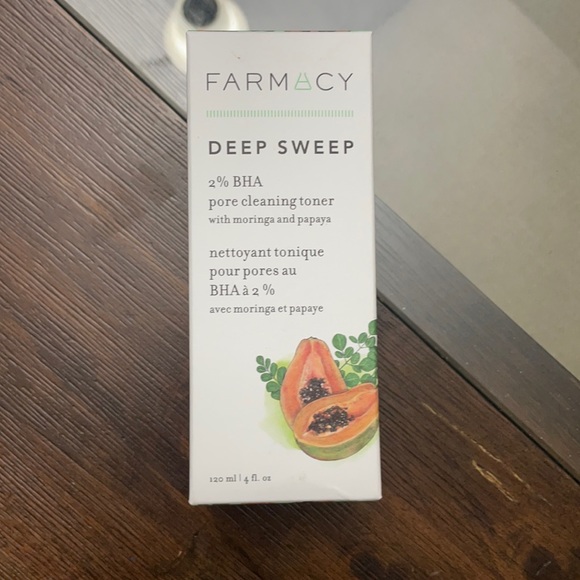 FARMACY
DEEP SWEEP
2% BHA
pore cleaning toner
with moringa and papaya
nettoyant tonique
pour pores au
BHA à 2 %
avec moringa et papaye
120 ml | 4 fl. oz